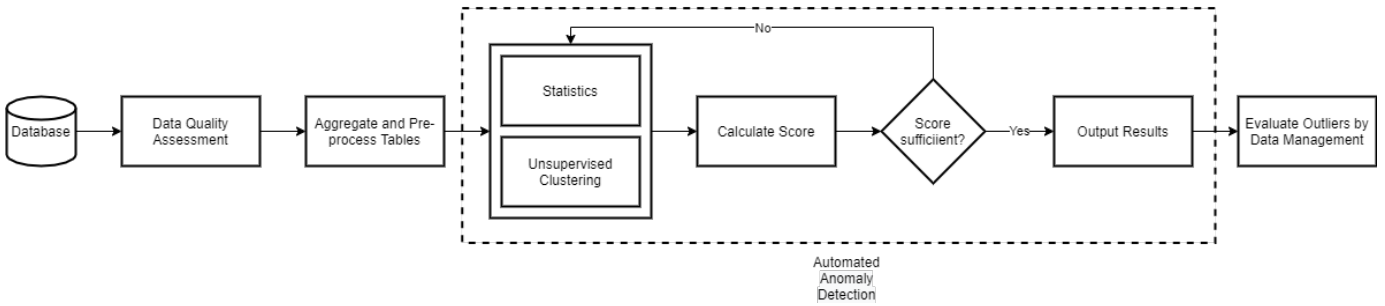 No
Statistics
Database
Data Quality
Assessment
Aggregate and Pre-
process Tables
Unsupervised
Clustering
Calculate Score
Score
sufficiient?
Yes
Output Results
Evaluate Outliers by
Data Management
Automated
Anomaly
Detection